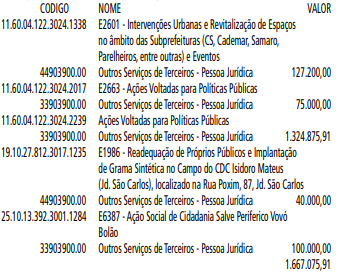 CODIGO NOME VALOR
11.60.04.122.3024.1338 E2601 - Intervenções Urbanas e Revitalização de Espaços
no âmbito das Subprefeituras (CS, Cademar, Samaro,
Parelheiros, entre outras) e Eventos
44903900.00 Outros Serviços de Terceiros - Pessoa Jurídica 127.200,00
11.60.04.122.3024.2017 E2663 - Ações Voltadas para Políticas Públicas
33903900.00 Outros Serviços de Terceiros - Pessoa Jurídica 75.000,00
11.60.04.122.3024.2239 Ações Voltadas para Políticas Públicas
33903900.00 Outros Serviços de Terceiros - Pessoa Jurídica 1.324.875,91
19.10.27.812.3017.1235 E1986 - Readequação de Próprios Públicos e Implantação
de Grama Sintética no Campo do CDC Isidoro Mateus
(Jd. São Carlos), localizado na Rua Poxim, 87, Jd. São Carlos
44903900.00 Outros Serviços de Terceiros - Pessoa Jurídica 40.000,00
25.10.13.392.3001.1284 E6387 - Ação Social de Cidadania Salve Periferico Vovó
Bolão
33903900.00 Outros Serviços de Terceiros - Pessoa Jurídica 100.000,00
1.667.075,91